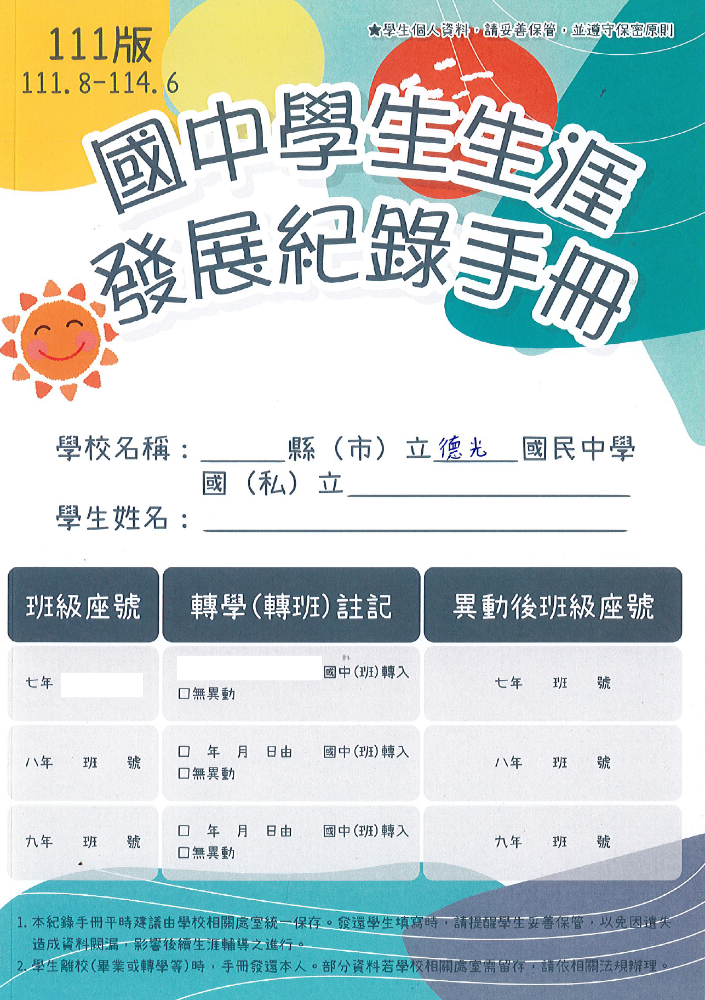 111版
111.8-114.6
★學生個人資料，請妥善保管，並遵守保密原則
國中學生生涯
發展紀錄手冊
學校名稱：______縣（市）立德光 國民中學
國（私）立____________________
學生姓名：______________________________
班級座號 轉學(轉班)註記 異動後班級座號
七年 國中(班)轉入 七年 班 號
□無異動
八年 班 號 □ 年 月 日由 國中(班)轉入 八年 班 號
□無異動
九年 班 號 □ 年 月 日由 國中(班)轉入 九年 班 號
□無異動
1. 本紀錄手冊平時建議由學校相關處室統一保存。發還學生填寫時，請提醒學生妥善保管，以免因遺失
造成資料闕漏，影響後續生涯輔導之進行。
2. 學生離校(畢業或轉學等)時，手冊發還本人。部分資料若學校相關處室需留存，請依相關法規辦理。